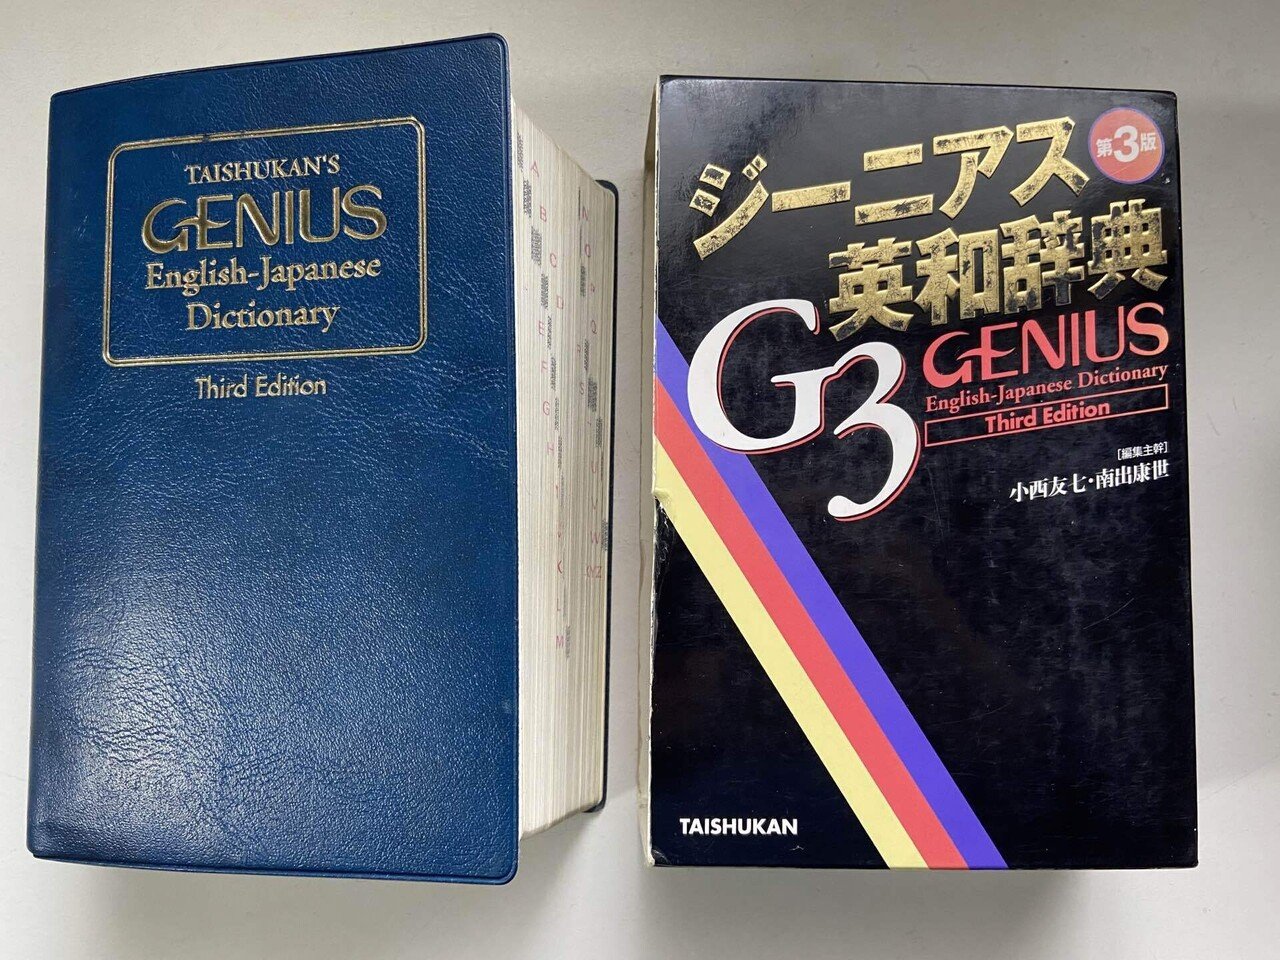 TAISHUKAN'S
GENIUS
English-Japanese
Dictionary
Third Edition
A
B
C
D
E
F
G
I
K
L
M
N
O
P
Q
U
V
W
XYZ
第3版
ジーニアス
英和辞典
G3
GENIUS
English-Japanese Dictionary
Third Edition
[編集主幹]
小西友七・南出康世
TAISHUKAN